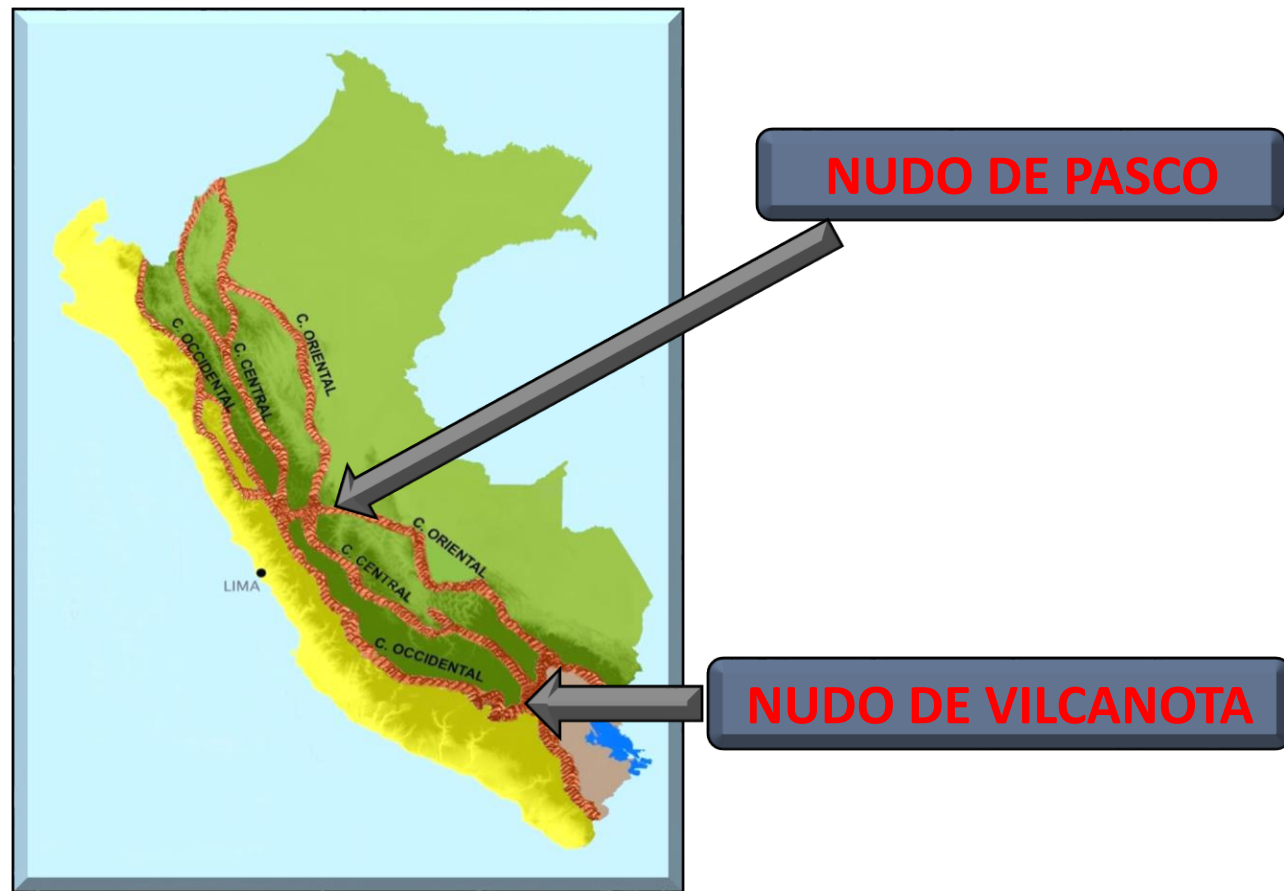 NUDO DE PASCO
C. ORIENTAL
C. CENTRAL
C. OCCIDENTAL
C. ORIENTAL
C. CENTRAL
LIMA
C. OCCIDENTAL
NUDO DE VILCANOTA